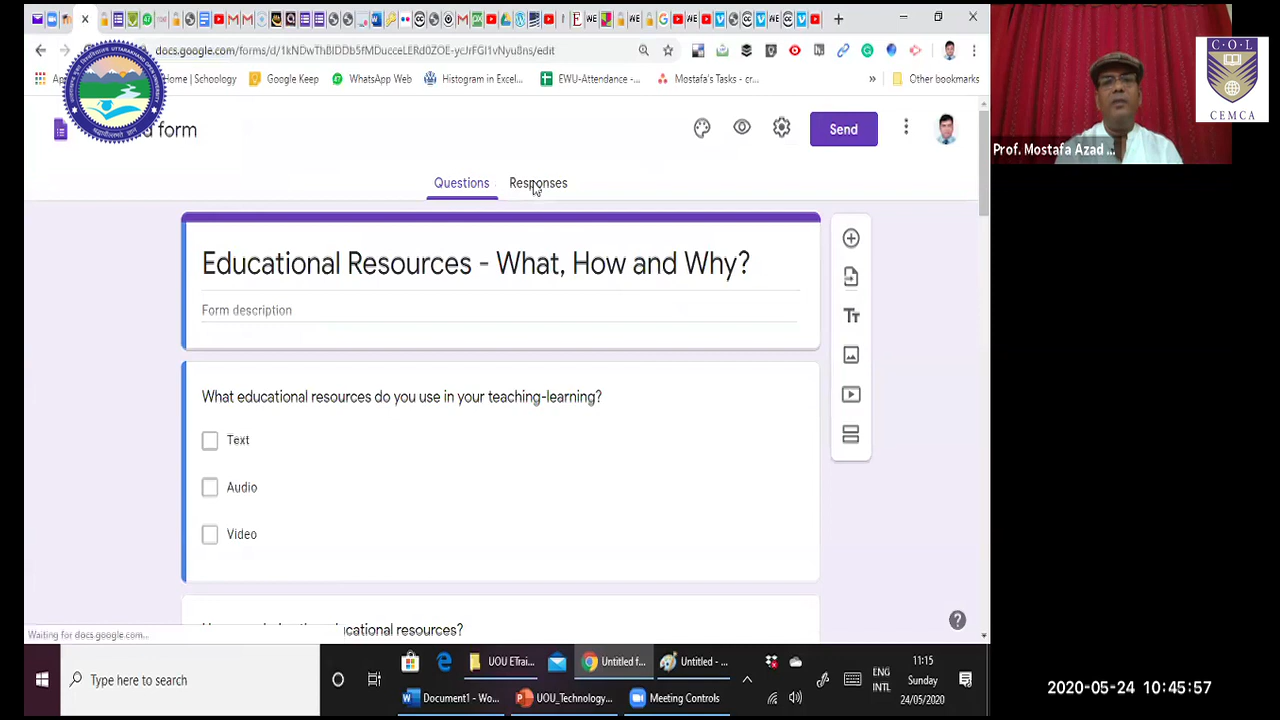 docs.google.com/forms/d/1kNDwThBIDDb5fMDucceLERd0ZOE-ycJrFGI1vNyu8ns/edit
Home | Schoology
Google Keep
WhatsApp Web
Histogram in Excel...
EWU-Attendance -...
Mostafa's Tasks - cr...
»
Other bookmarks
form
Send
Questions
Responses
Educational Resources - What, How and Why?
Form description
What educational resources do you use in your teaching-learning?
Text
Audio
Video
educational resources?
Waiting for docs.google.com...
Type here to search
UOU ETrai...
Untitled f...
Untitled - ...
Document1 - Wo...
UOU_Technology...
Meeting Controls
ENG
INTL
11:15
Sunday
24/05/2020
Prof. Mostafa Azad ...
C·O·L
CEMCA
2020-05-24 10:45:57